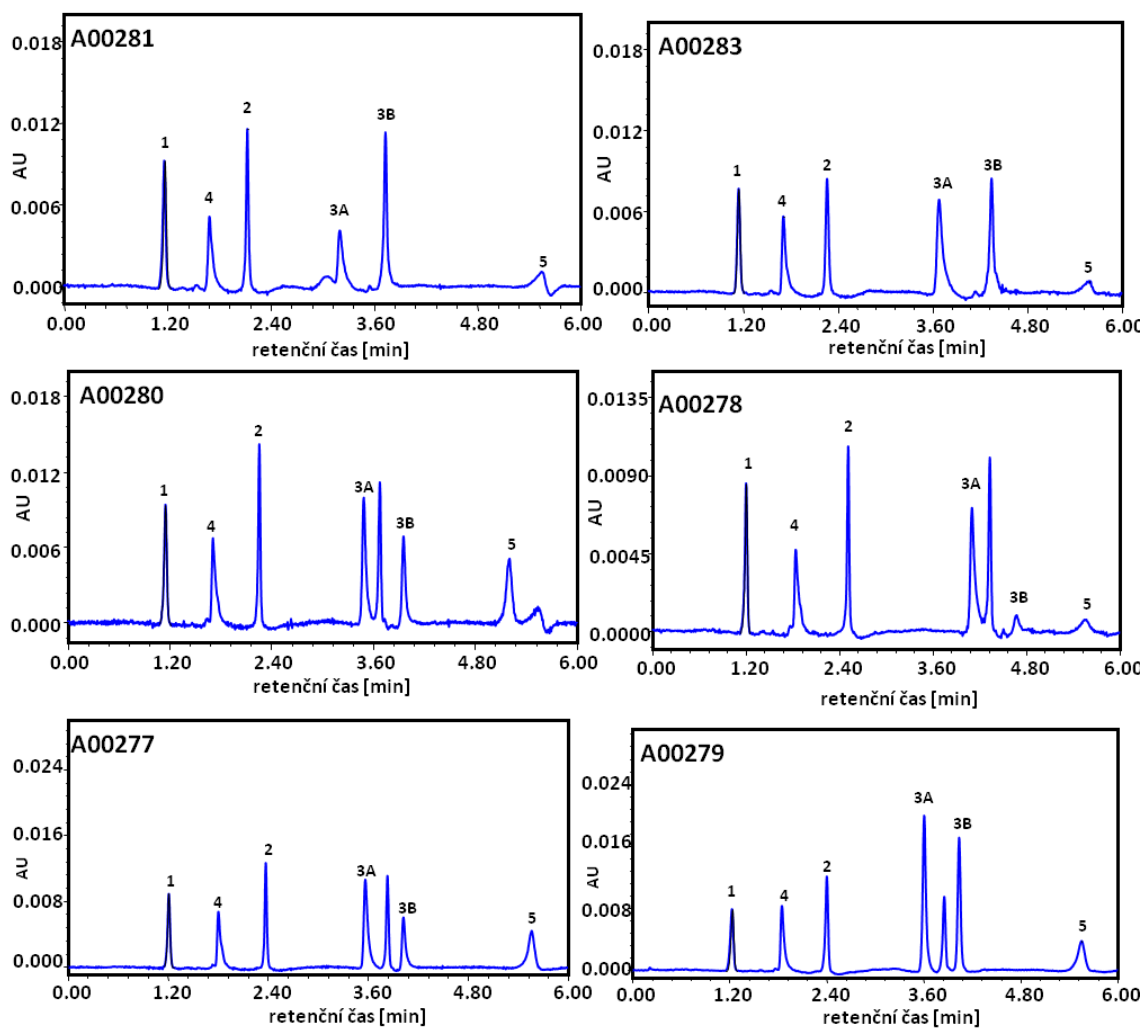 A00281
AU
0.018
0.012
0.006
0.000
1
4
2
3A
3B
5
0.00 1.20 2.40 3.60 4.80 6.00
retenční čas [min]
A00283
AU
0.018
0.012
0.006
0.000
1
4
2
3A
3B
5
0.00 1.20 2.40 3.60 4.80 6.00
retenční čas [min]
A00280
AU
0.018
0.012
0.006
0.000
1
4
2
3A
3B
5
0.00 1.20 2.40 3.60 4.80 6.00
retenční čas [min]
A00278
AU
0.0135
0.0090
0.0045
0.0000
1
4
2
3A
3B
5
0.00 1.20 2.40 3.60 4.80 6.00
retenční čas [min]
A00277
AU
0.024
0.016
0.008
0.000
1
4
2
3A
3B
5
0.00 1.20 2.40 3.60 4.80 6.00
retenční čas [min]
A00279
AU
0.024
0.016
0.008
0.000
1
4
2
3A
3B
5
0.00 1.20 2.40 3.60 4.80 6.00
retenční čas [min]